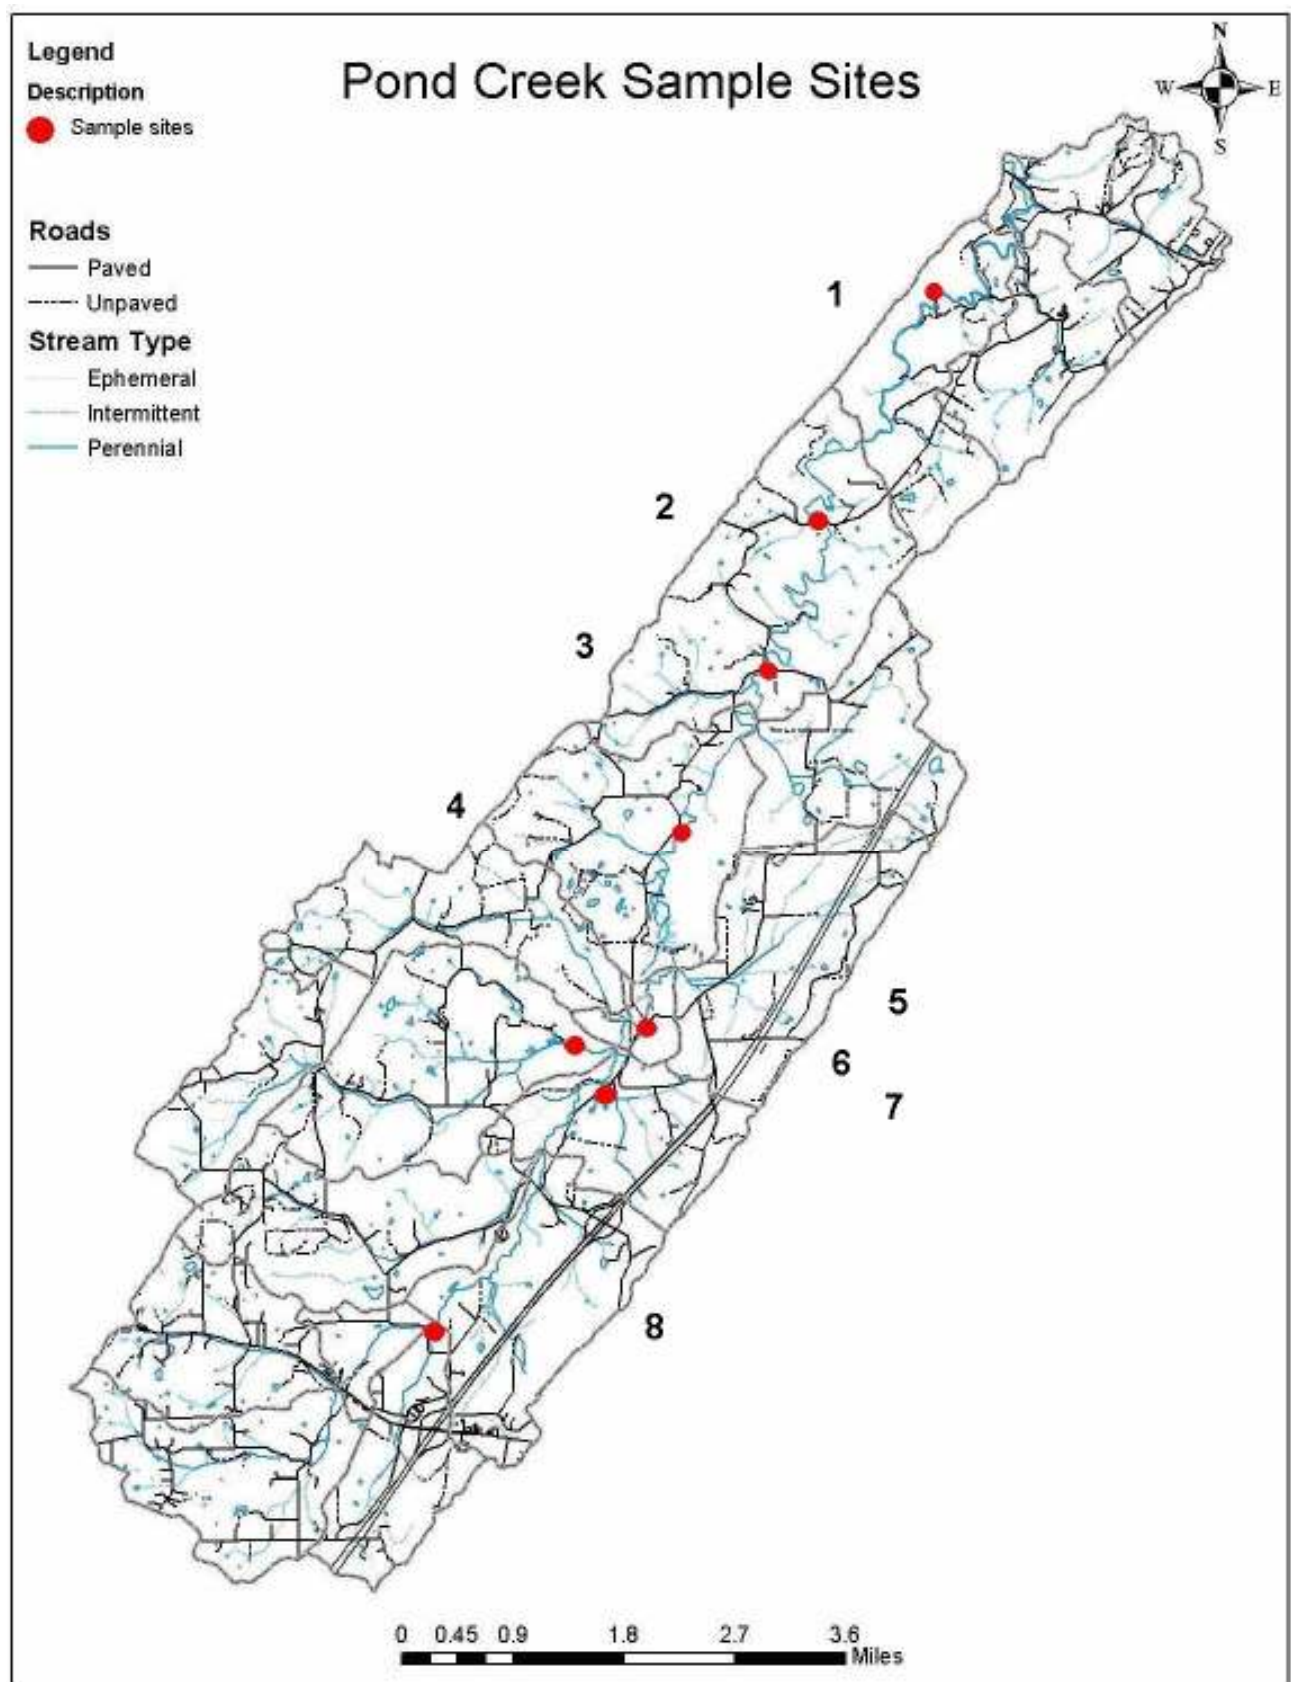 Legend
Pond Creek Sample Sites
Description
Sample sites
N
W E
S
Roads
Paved
Unpaved
Stream Type
Ephemeral
Intermittent
Perennial
1
2
3
4
5
6
7
8
0 0.45 0.9 1.8 2.7 3.6
Miles